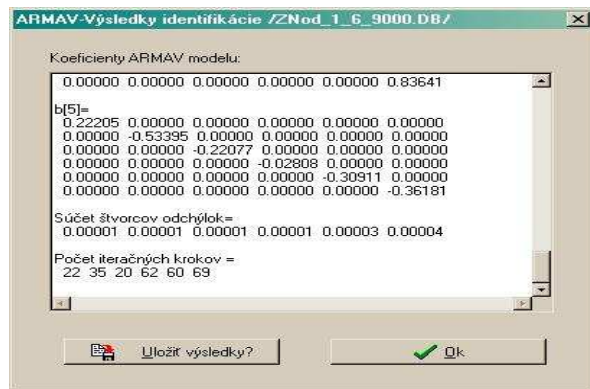 ARMAV-Výsledky identifikácie /ZNod_1_6_9000.DB/
Koeficienty ARMAV modelu:
0.00000 0.00000 0.00000 0.00000 0.00000 0.83641
b[5]=
0.22205 0.00000 0.00000 0.00000 0.00000 0.00000
0.00000 -0.53395 0.00000 0.00000 0.00000 0.00000
0.00000 0.00000 -0.22077 0.00000 0.00000 0.00000
0.00000 0.00000 0.00000 -0.02808 0.00000 0.00000
0.00000 0.00000 0.00000 0.00000 -0.30911 0.00000
0.00000 0.00000 0.00000 0.00000 0.00000 -0.36181
Súčet štvorcov odchýlok=
0.00001 0.00001 0.00001 0.00001 0.00003 0.00004
Počet iteračných krokov =
22 35 20 62 60 69
Uložiť výsledky?
Ok